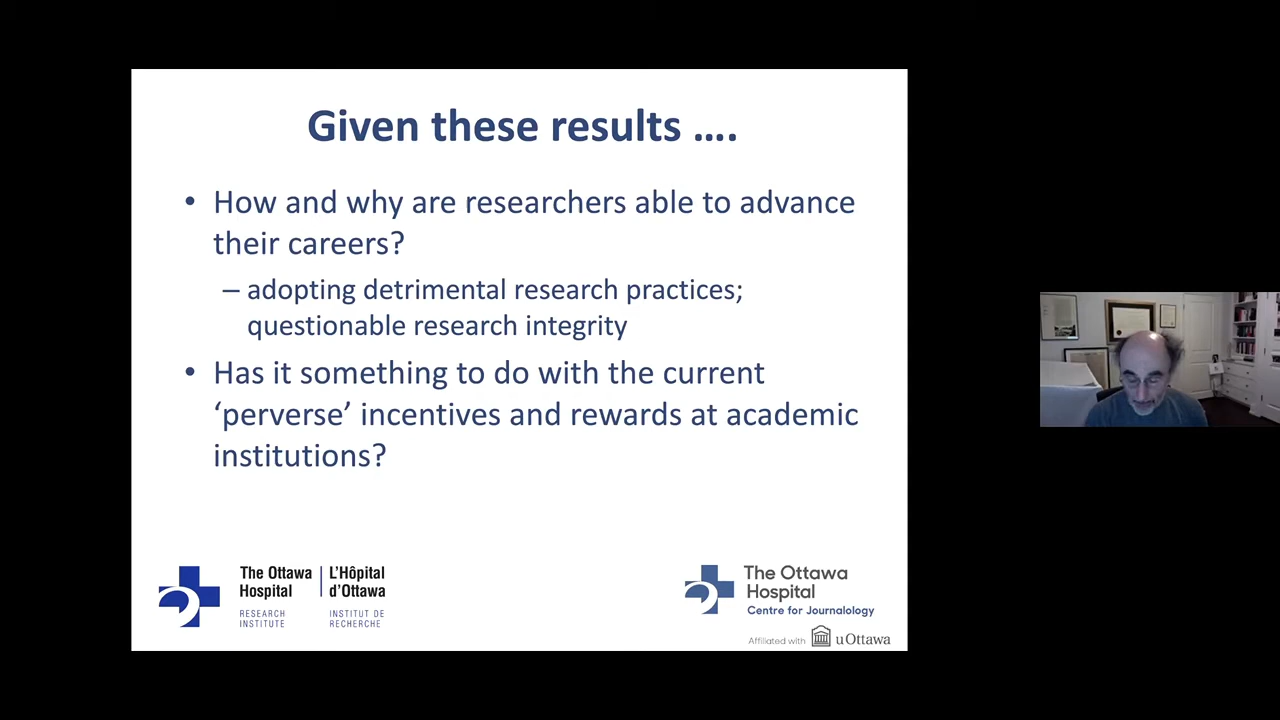 Given these results ….
• How and why are researchers able to advance
their careers?
– adopting detrimental research practices;
questionable research integrity
• Has it something to do with the current
‘perverse’ incentives and rewards at academic
institutions?
The Ottawa
Hospital
RESEARCH
INSTITUTE
L’Hôpital
d’Ottawa
INSTITUT DE
RECHERCHE
The Ottawa
Hospital
Centre for Journalology
Affiliated with uOttawa